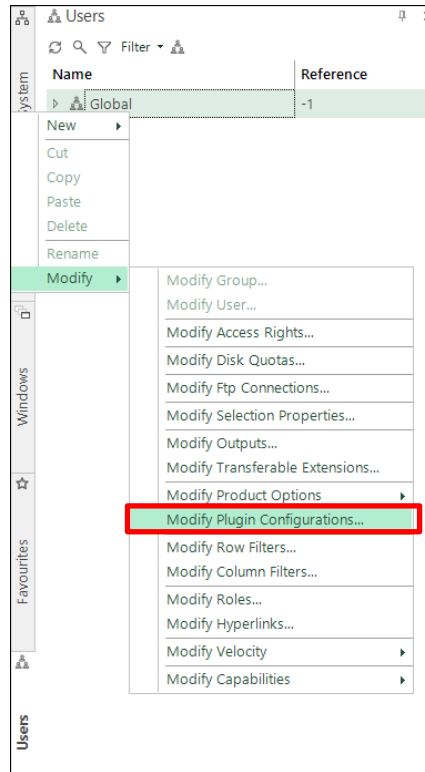 Users
Filter
Name Reference
Global -1
New
Cut
Copy
Paste
Delete
Rename
Modify
Modify Group...
Modify User...
Modify Access Rights...
Modify Disk Quotas...
Modify Ftp Connections...
Modify Selection Properties...
Modify Outputs...
Modify Transferable Extensions...
Modify Product Options
Modify Plugin Configurations...
Modify Row Filters...
Modify Column Filters...
Modify Roles...
Modify Hyperlinks...
Modify Velocity
Modify Capabilities
Windows
Favourites
Users